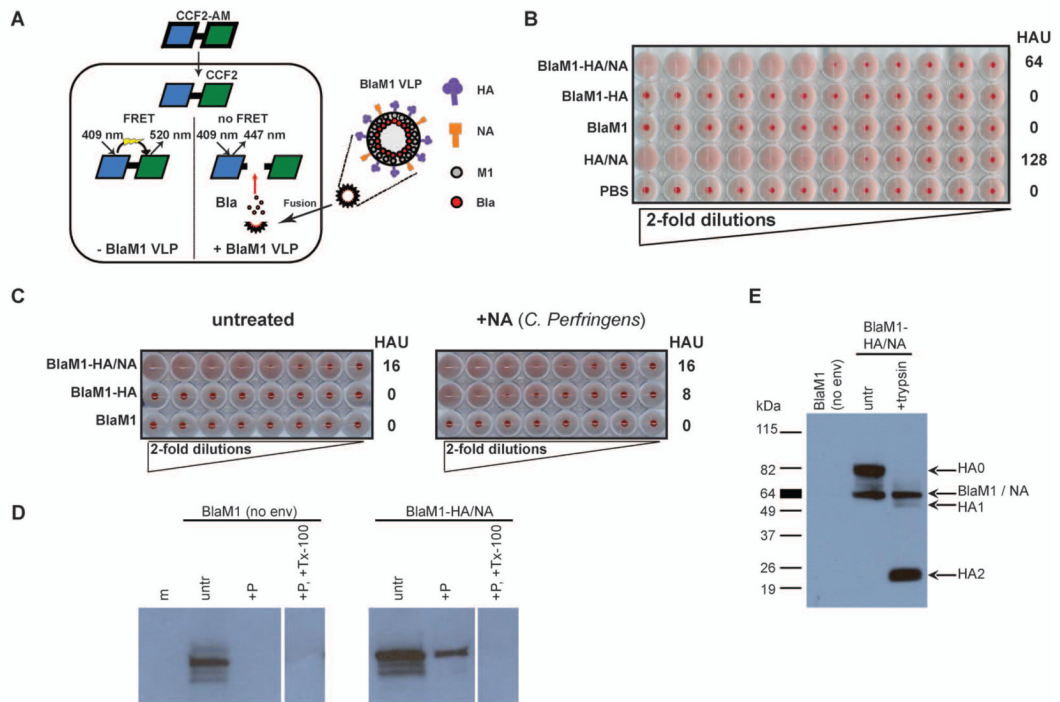 A
CCF2-AM
CCF2
FRET
no FRET
409 nm
520 nm
409 nm
447 nm
Bla
Fusion
- BlaM1 VLP
+ BlaM1 VLP
BlaM1 VLP
HA
NA
M1
Bla
B
HAU
BlaM1-HA/NA
64
BlaM1-HA
0
BlaM1
0
HA/NA
128
PBS
0
2-fold dilutions
C
untreated
HAU
BlaM1-HA/NA
16
BlaM1-HA
0
BlaM1
0
2-fold dilutions
+NA (C. Perfringens)
HAU
16
8
0
2-fold dilutions
D
BlaM1 (no env)
m
untr
+P
+P, +Tx-100
BlaM1-HA/NA
untr
+P
+P, +Tx-100
E
BlaM1-
HA/NA
BlaM1
(no env)
untr
+trypsin
kDa
115
82
64
49
37
26
19
HA0
BlaM1 / NA
HA1
HA2